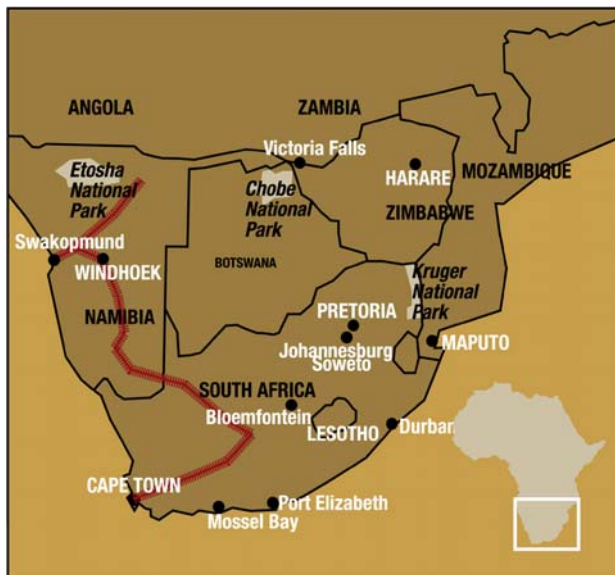 ANGOLA
ZAMBIA
Victoria Falls
Etosha
National
Park
Chobe
National
Park
HARARE
MOZAMBIQUE
ZIMBABWE
Swakopmund
WINDHOEK
BOTSWANA
Kruger
National
Park
NAMIBIA
PRETORIA
Johannesburg
Soweto
MAPUTO
SOUTH AFRICA
Bloemfontein
LESOTHO
Durban
CAPE TOWN
Port Elizabeth
Mossel Bay